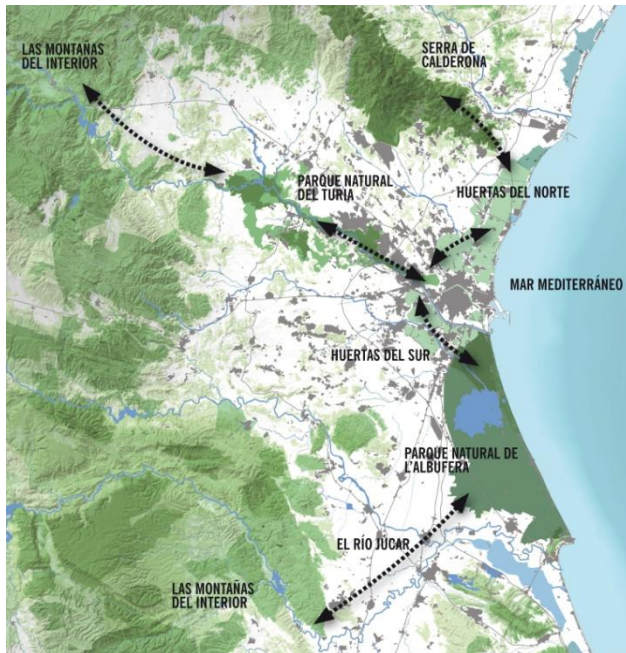 LAS MONTAÑAS
DEL INTERIOR
SERRA DE
CALDERONA
PARQUE NATURAL
DEL TURIA
HUERTAS DEL NORTE
MAR MEDITERRÁNEO
HUERTAS DEL SUR
PARQUE NATURAL DE
L'ALBUFERA
EL RÍO JÚCAR
LAS MONTAÑAS
DEL INTERIOR